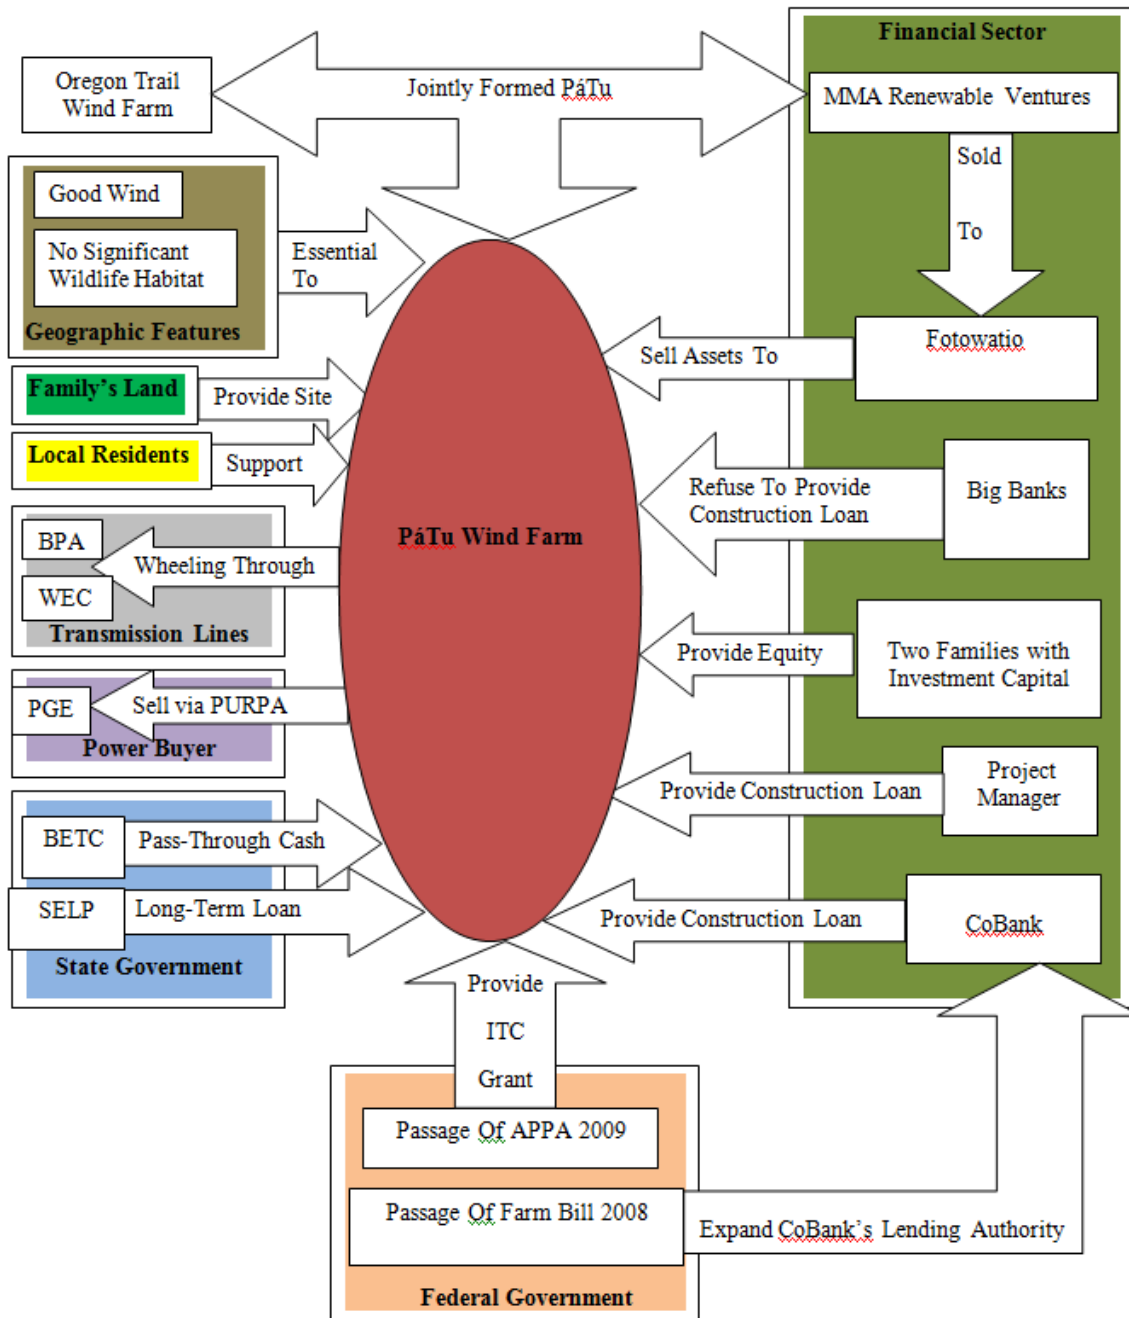 Financial Sector
Oregon Trail
Wind Farm
Jointly Formed PáTu
MMA Renewable Ventures
Sold
To
Good Wind
No Significant
Wildlife Habitat
Geographic Features
Essential
To
Fotowatio
Sell Assets To
Family's Land
Provide Site
Local Residents
Support
Refuse To Provide
Construction Loan
Big Banks
PáTu Wind Farm
BPA
WEC
Wheeling Through
Transmission Lines
Provide Equity
Two Families with
Investment Capital
PGE
Sell via PURPA
Power Buyer
Provide Construction Loan
Project
Manager
BETC
Pass-Through Cash
SELP
Long-Term Loan
State Government
Provide Construction Loan
CoBank
Provide
ITC
Grant
Passage Of APPA 2009
Passage Of Farm Bill 2008
Expand CoBank's Lending Authority
Federal Government